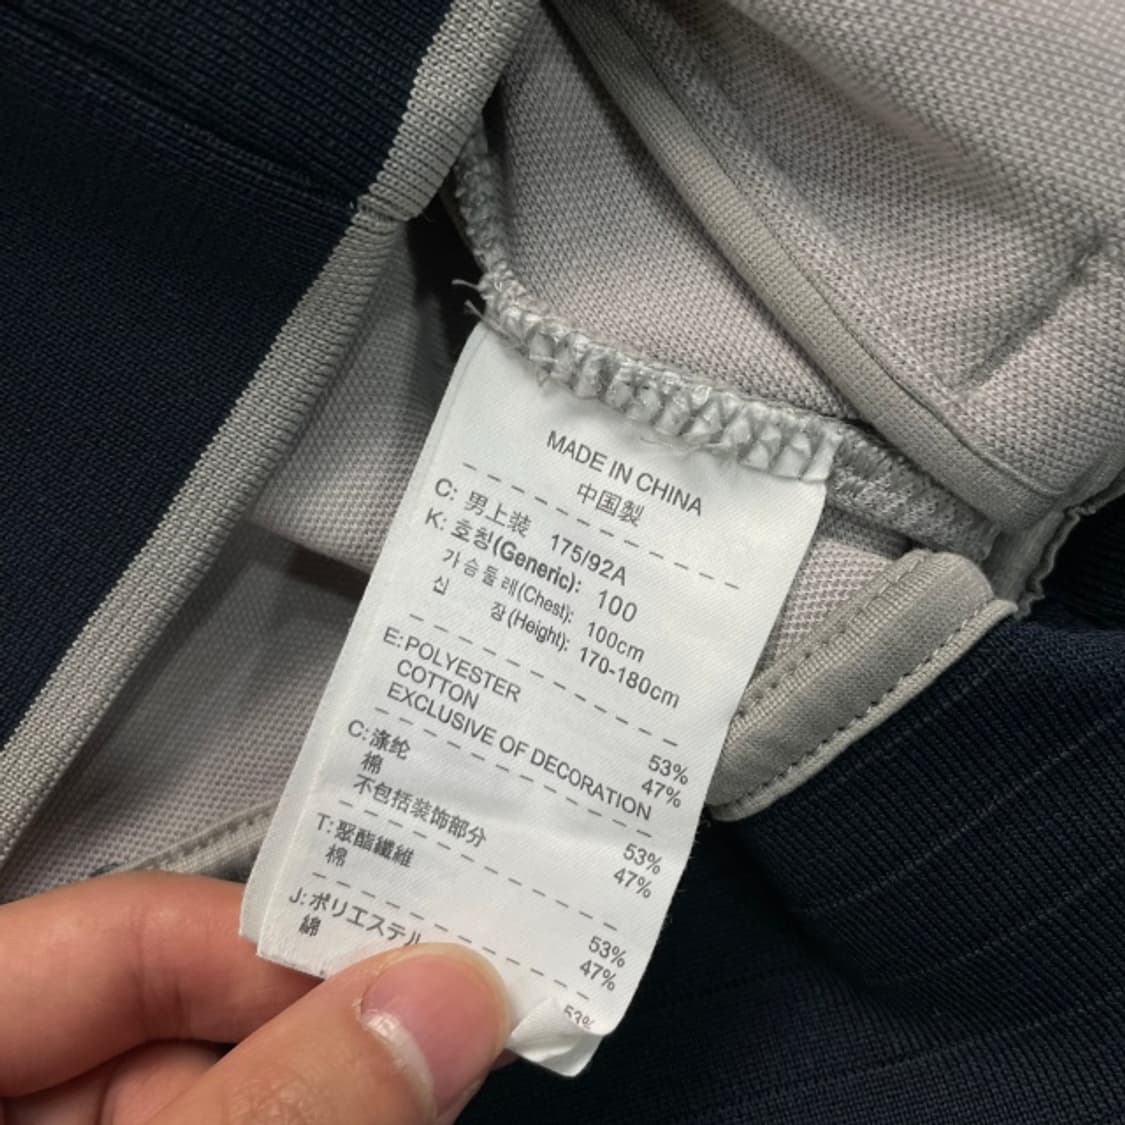 MADE IN CHINA
中国製
C: 男上装 175/92A
K: 호칭(Generic): 100
가슴둘레(Chest): 100cm
신 장(Height): 170-180cm
E: POLYESTER 53%
COTTON 47%
EXCLUSIVE OF DECORATION
C: 涤纶 53%
棉 47%
不包括装饰部分
T: 聚酯纖維 53%
棉 47%
J: ポリエステル 53%
綿